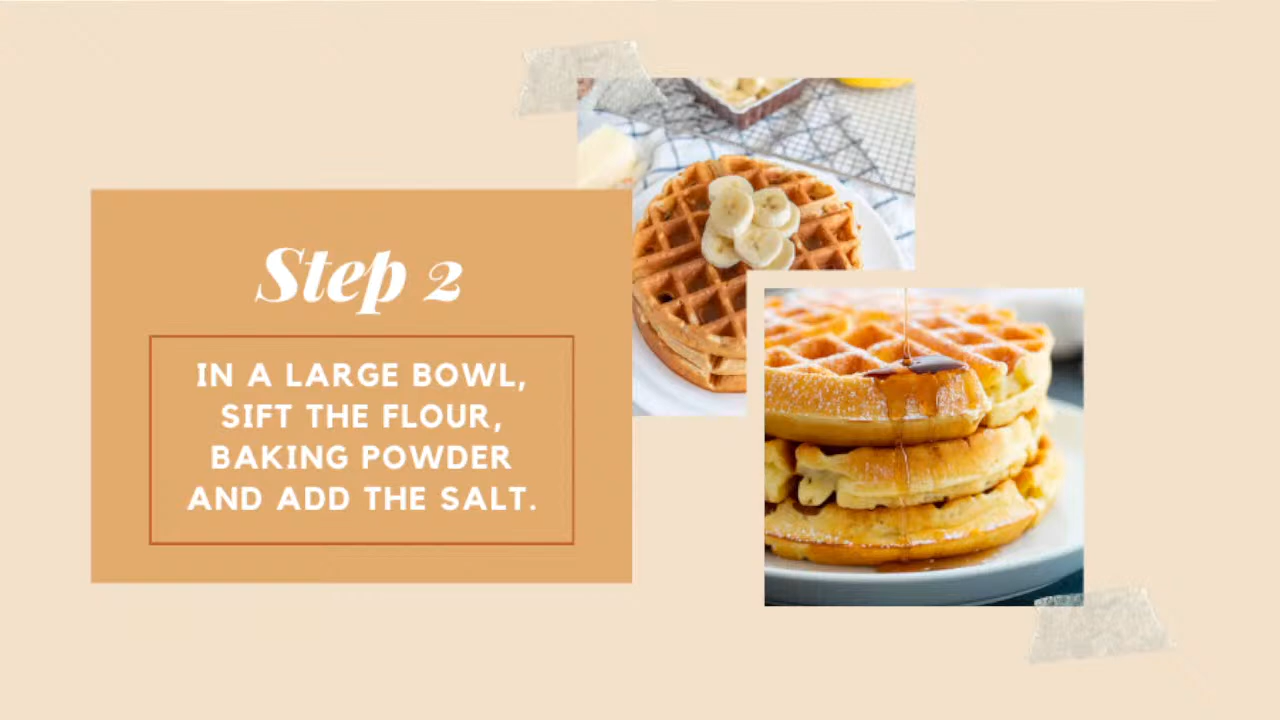 Step 2
IN A LARGE BOWL,
SIFT THE FLOUR,
BAKING POWDER
AND ADD THE SALT.